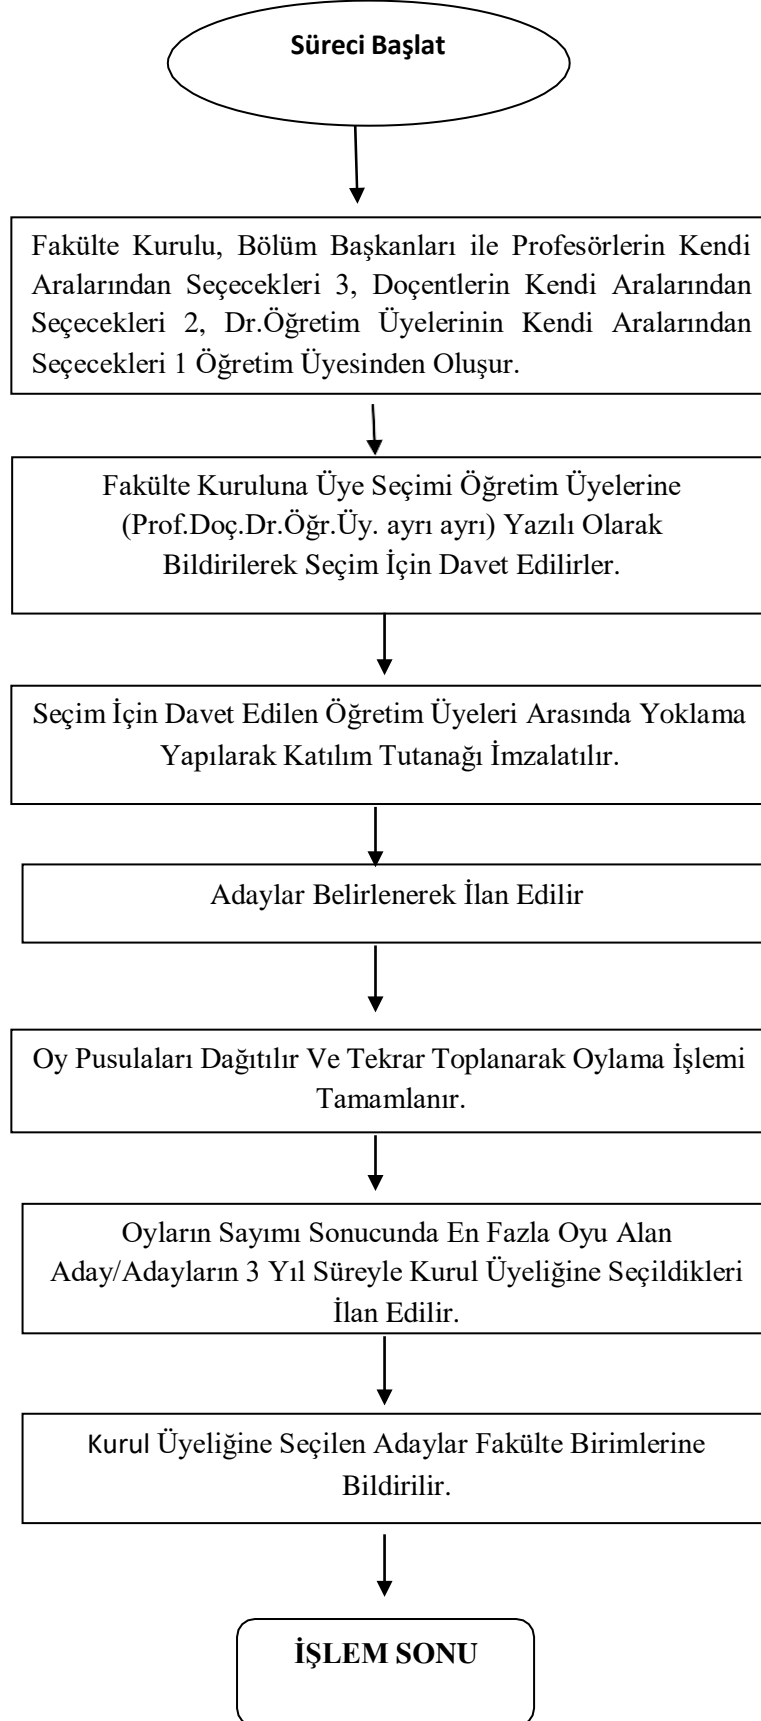 Süreci Başlat
Fakülte Kurulu, Bölüm Başkanları ile Profesörlerin Kendi
Aralarından Seçecekleri 3, Doçentlerin Kendi Aralarından
Seçecekleri 2, Dr.Öğretim Üyelerinin Kendi Aralarından
Seçecekleri 1 Öğretim Üyesinden Oluşur.
Fakülte Kuruluna Üye Seçimi Öğretim Üyelerine
(Prof.Doç.Dr.Öğr.Üy. ayrı ayrı) Yazılı Olarak
Bildirilerek Seçim İçin Davet Edilirler.
Seçim İçin Davet Edilen Öğretim Üyeleri Arasında Yoklama
Yapılarak Katılım Tutanağı İmzalatılır.
Adaylar Belirlenerek İlan Edilir
Oy Pusulaları Dağıtılır Ve Tekrar Toplanarak Oylama İşlemi
Tamamlanır.
Oyların Sayımı Sonucunda En Fazla Oyu Alan
Aday/Adayların 3 Yıl Süreyle Kurul Üyeliğine Seçildikleri
İlan Edilir.
Kurul Üyeliğine Seçilen Adaylar Fakülte Birimlerine
Bildirilir.
İŞLEM SONU